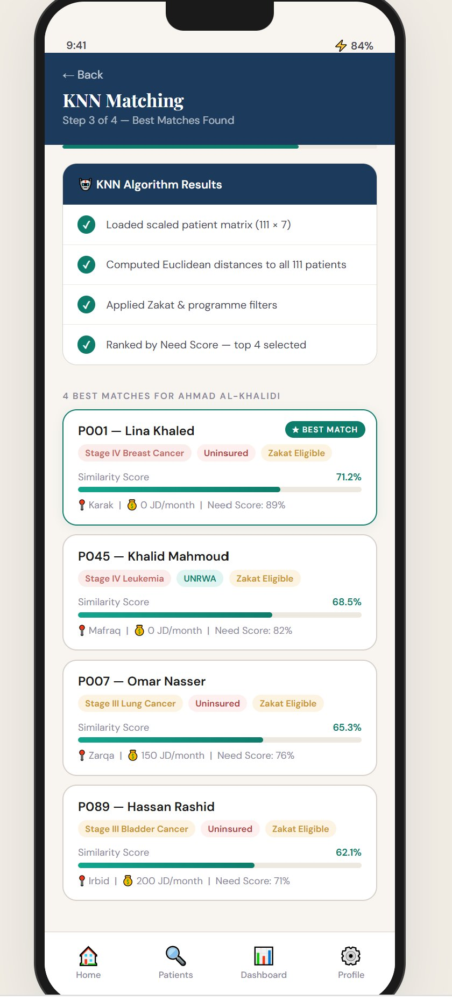 9:41
⚡ 84%
← Back
KNN Matching
Step 3 of 4 — Best Matches Found
KNN Algorithm Results
Loaded scaled patient matrix (111 × 7)
Computed Euclidean distances to all 111 patients
Applied Zakat & programme filters
Ranked by Need Score — top 4 selected
4 BEST MATCHES FOR AHMAD AL-KHALIDI
P001 — Lina Khaled
★ BEST MATCH
Stage IV Breast Cancer Uninsured Zakat Eligible
Similarity Score 71.2%
Karak | 0 JD/month | Need Score: 89%
P045 — Khalid Mahmoud
Stage IV Leukemia UNRWA Zakat Eligible
Similarity Score 68.5%
Mafraq | 0 JD/month | Need Score: 82%
P007 — Omar Nasser
Stage III Lung Cancer Uninsured Zakat Eligible
Similarity Score 65.3%
Zarqa | 150 JD/month | Need Score: 76%
P089 — Hassan Rashid
Stage III Bladder Cancer Uninsured Zakat Eligible
Similarity Score 62.1%
Irbid | 200 JD/month | Need Score: 71%
Home Patients Dashboard Profile